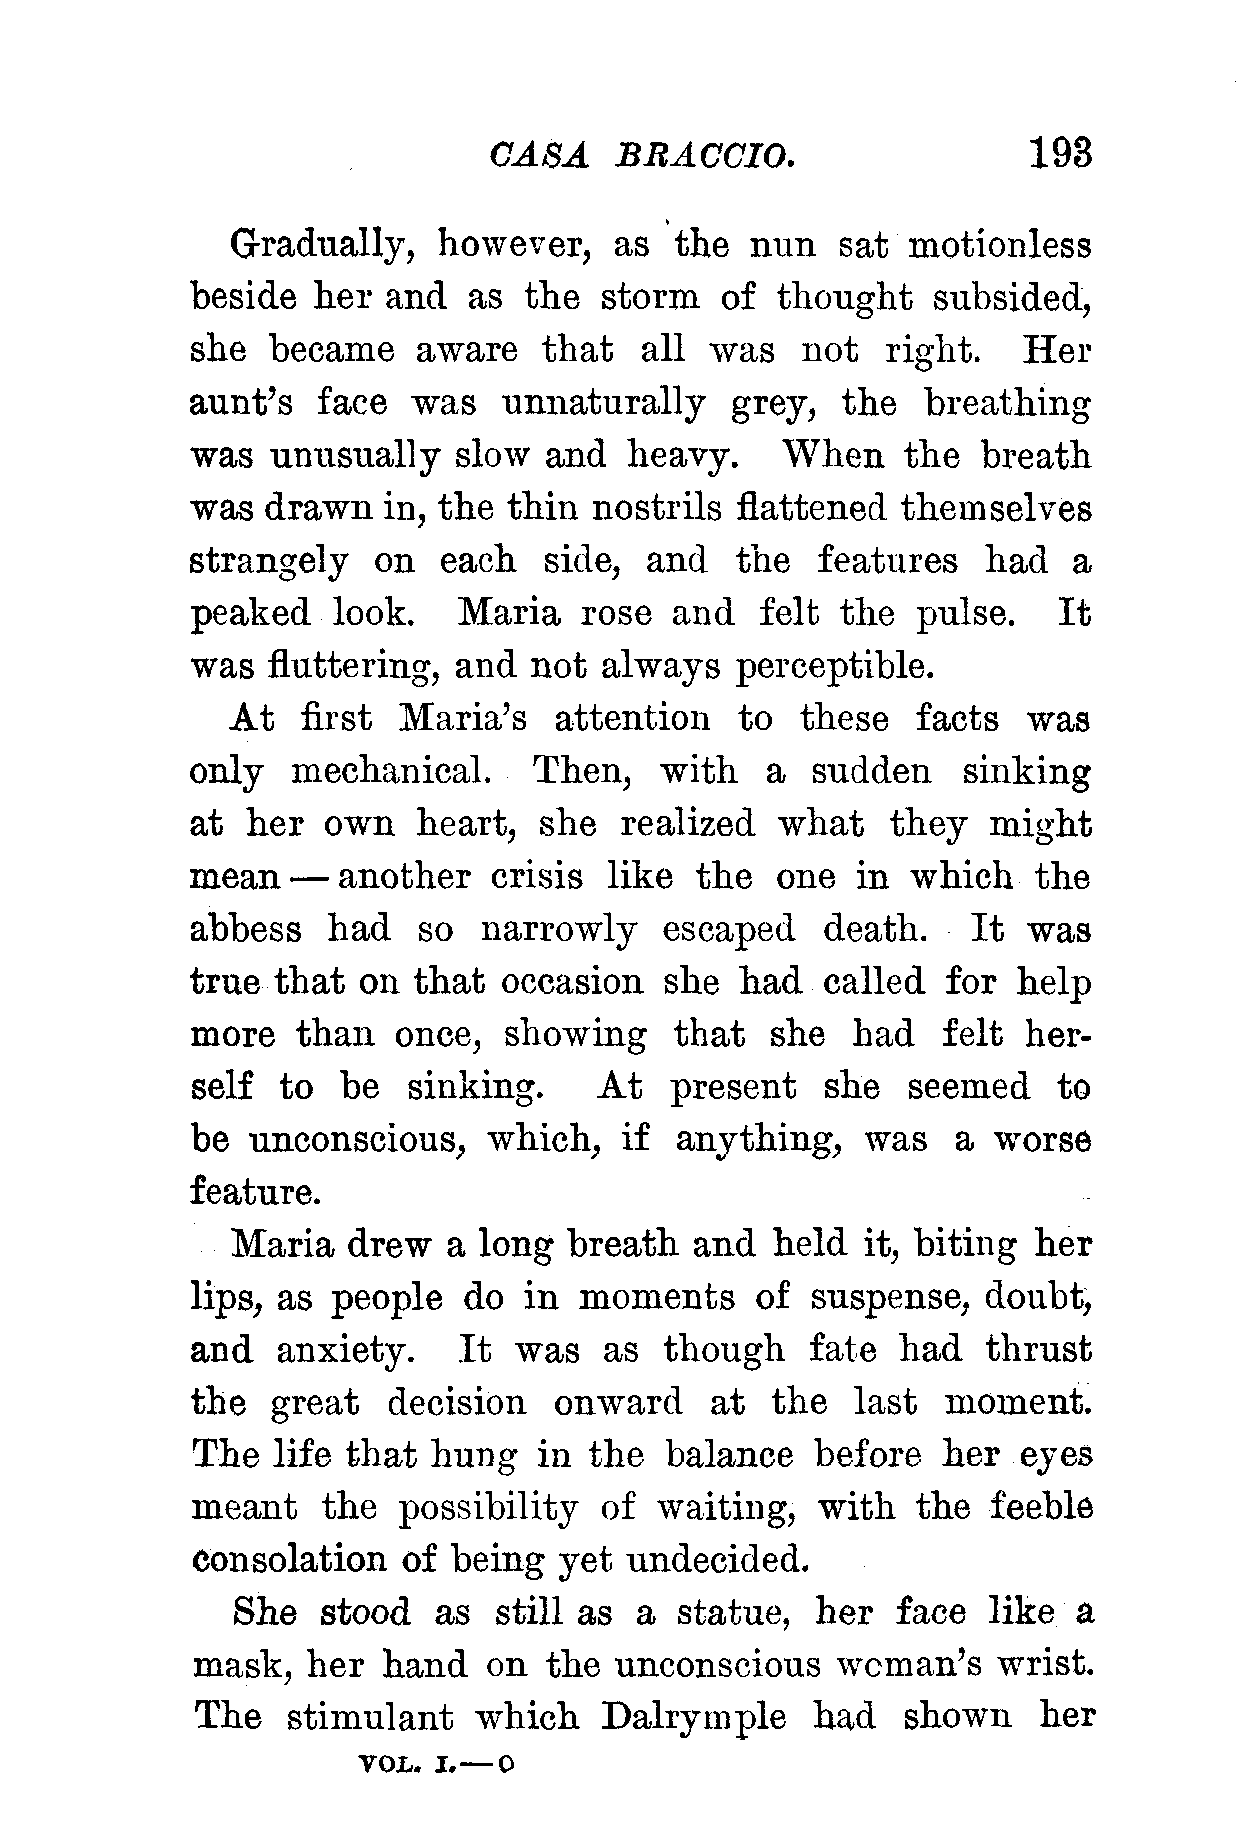 CASA BRACCIO. 193
Gradually, however, as the nun sat motionless
beside her and as the storm of thought subsided,
she became aware that all was not right. Her
aunt's face was unnaturally grey, the breathing
was unusually slow and heavy. When the breath
was drawn in, the thin nostrils flattened themselves
strangely on each side, and the features had a
peaked look. Maria rose and felt the pulse. It
was fluttering, and not always perceptible.
At first Maria's attention to these facts was
only mechanical. Then, with a sudden sinking
at her own heart, she realized what they might
mean — another crisis like the one in which the
abbess had so narrowly escaped death. It was
true that on that occasion she had called for help
more than once, showing that she had felt her-
self to be sinking. At present she seemed to
be unconscious, which, if anything, was a worse
feature.
Maria drew a long breath and held it, biting her
lips, as people do in moments of suspense, doubt,
and anxiety. It was as though fate had thrust
the great decision onward at the last moment.
The life that hung in the balance before her eyes
meant the possibility of waiting, with the feeble
consolation of being yet undecided.
She stood as still as a statue, her face like a
mask, her hand on the unconscious woman's wrist.
The stimulant which Dalrymple had shown her
VOL. I.—O